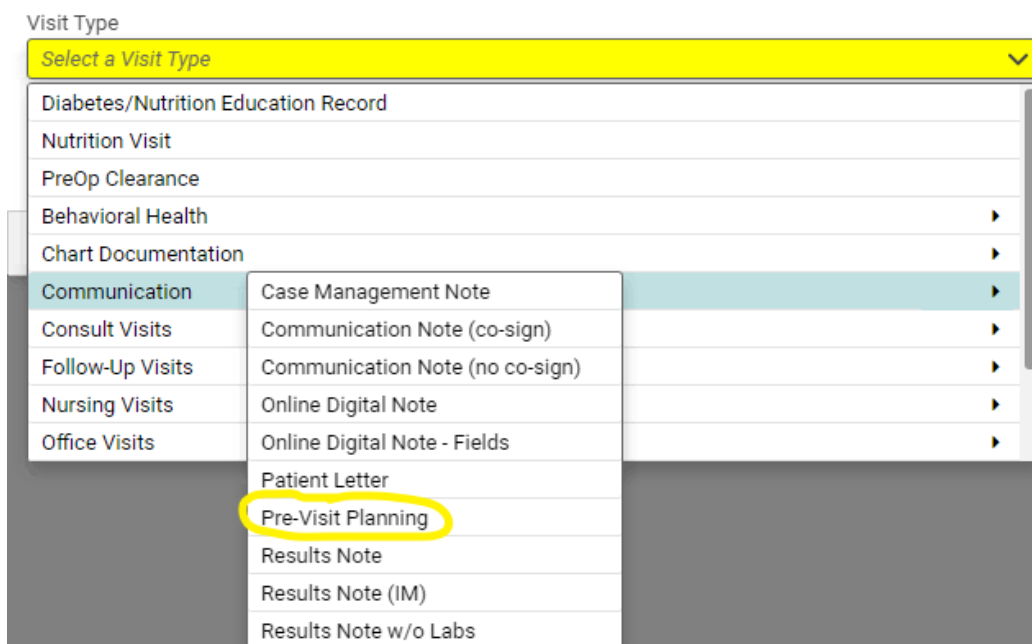 Visit Type
Select a Visit Type
Diabetes/Nutrition Education Record
Nutrition Visit
PreOp Clearance
Behavioral Health
Chart Documentation
Communication
Consult Visits
Follow-Up Visits
Nursing Visits
Office Visits
Case Management Note
Communication Note (co-sign)
Communication Note (no co-sign)
Online Digital Note
Online Digital Note - Fields
Patient Letter
Pre-Visit Planning
Results Note
Results Note (IM)
Results Note w/o Labs